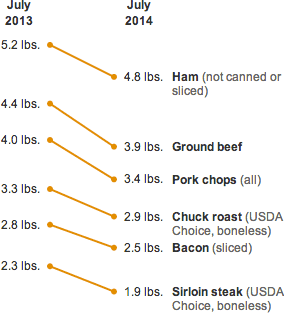 July July
2013 2014
5.2 lbs.
4.8 lbs. Ham (not canned or
sliced)
4.4 lbs.
3.9 lbs. Ground beef
4.0 lbs.
3.4 lbs. Pork chops (all)
3.3 lbs.
2.9 lbs. Chuck roast (USDA
Choice, boneless)
2.8 lbs.
2.5 lbs. Bacon (sliced)
2.3 lbs.
1.9 lbs. Sirloin steak (USDA
Choice, boneless)